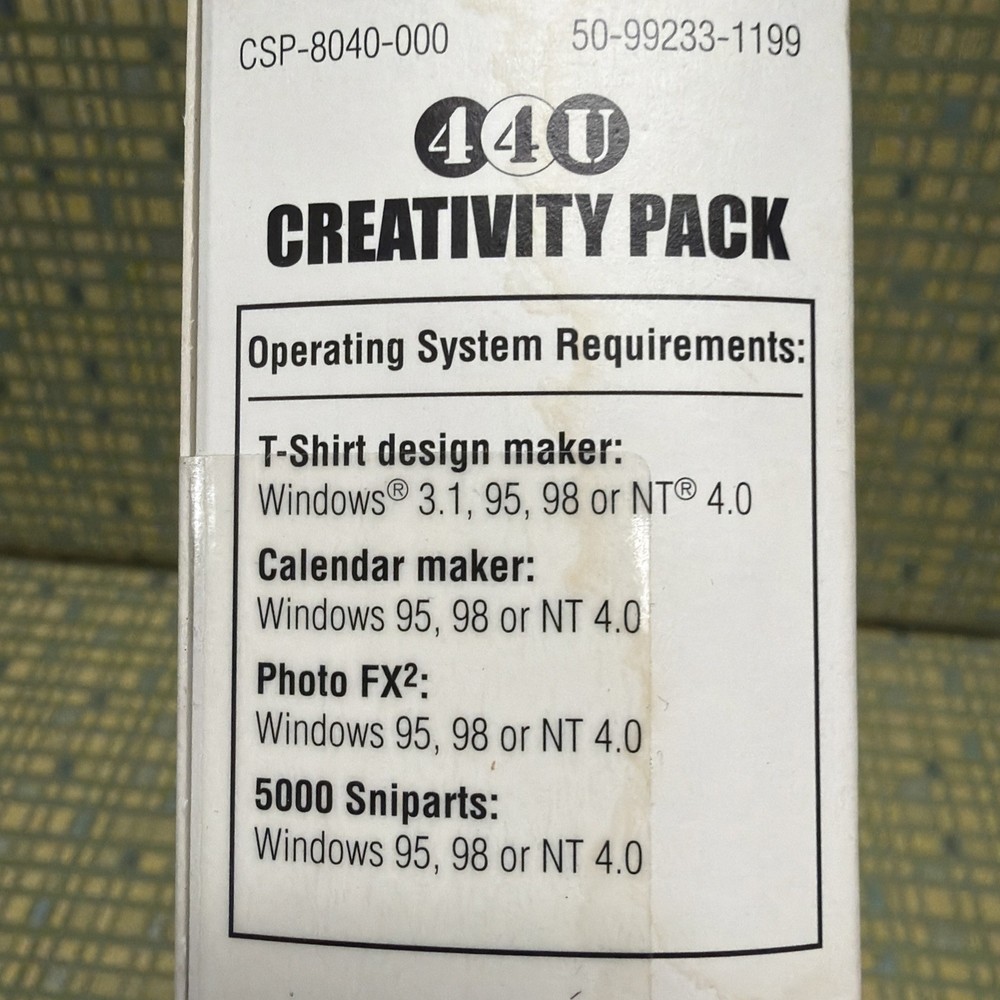 CSP-8040-000 50-99233-1199
44U
CREATIVITY PACK
Operating System Requirements:
T-Shirt design maker:
Windows® 3.1, 95, 98 or NT® 4.0
Calendar maker:
Windows 95, 98 or NT 4.0
Photo FX²:
Windows 95, 98 or NT 4.0
5000 Sniparts:
Windows 95, 98 or NT 4.0